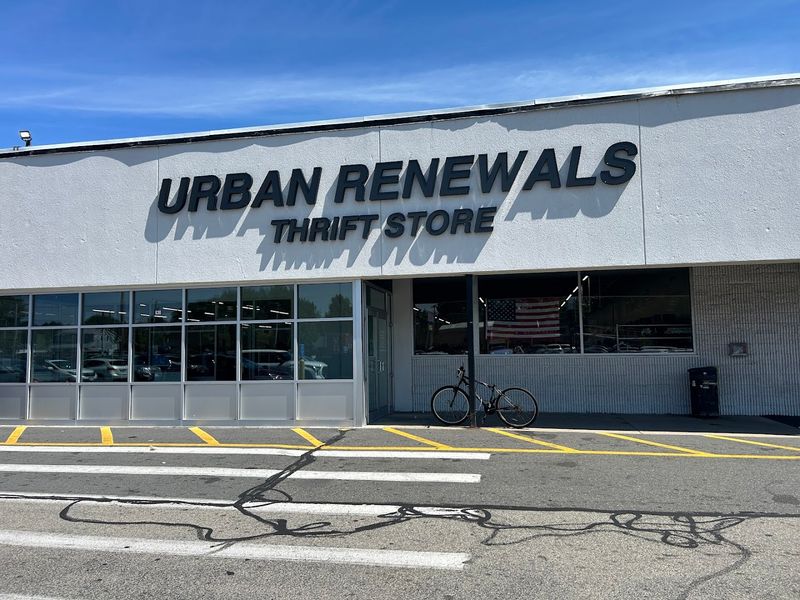 URBAN RENEWALS
THRIFT STORE